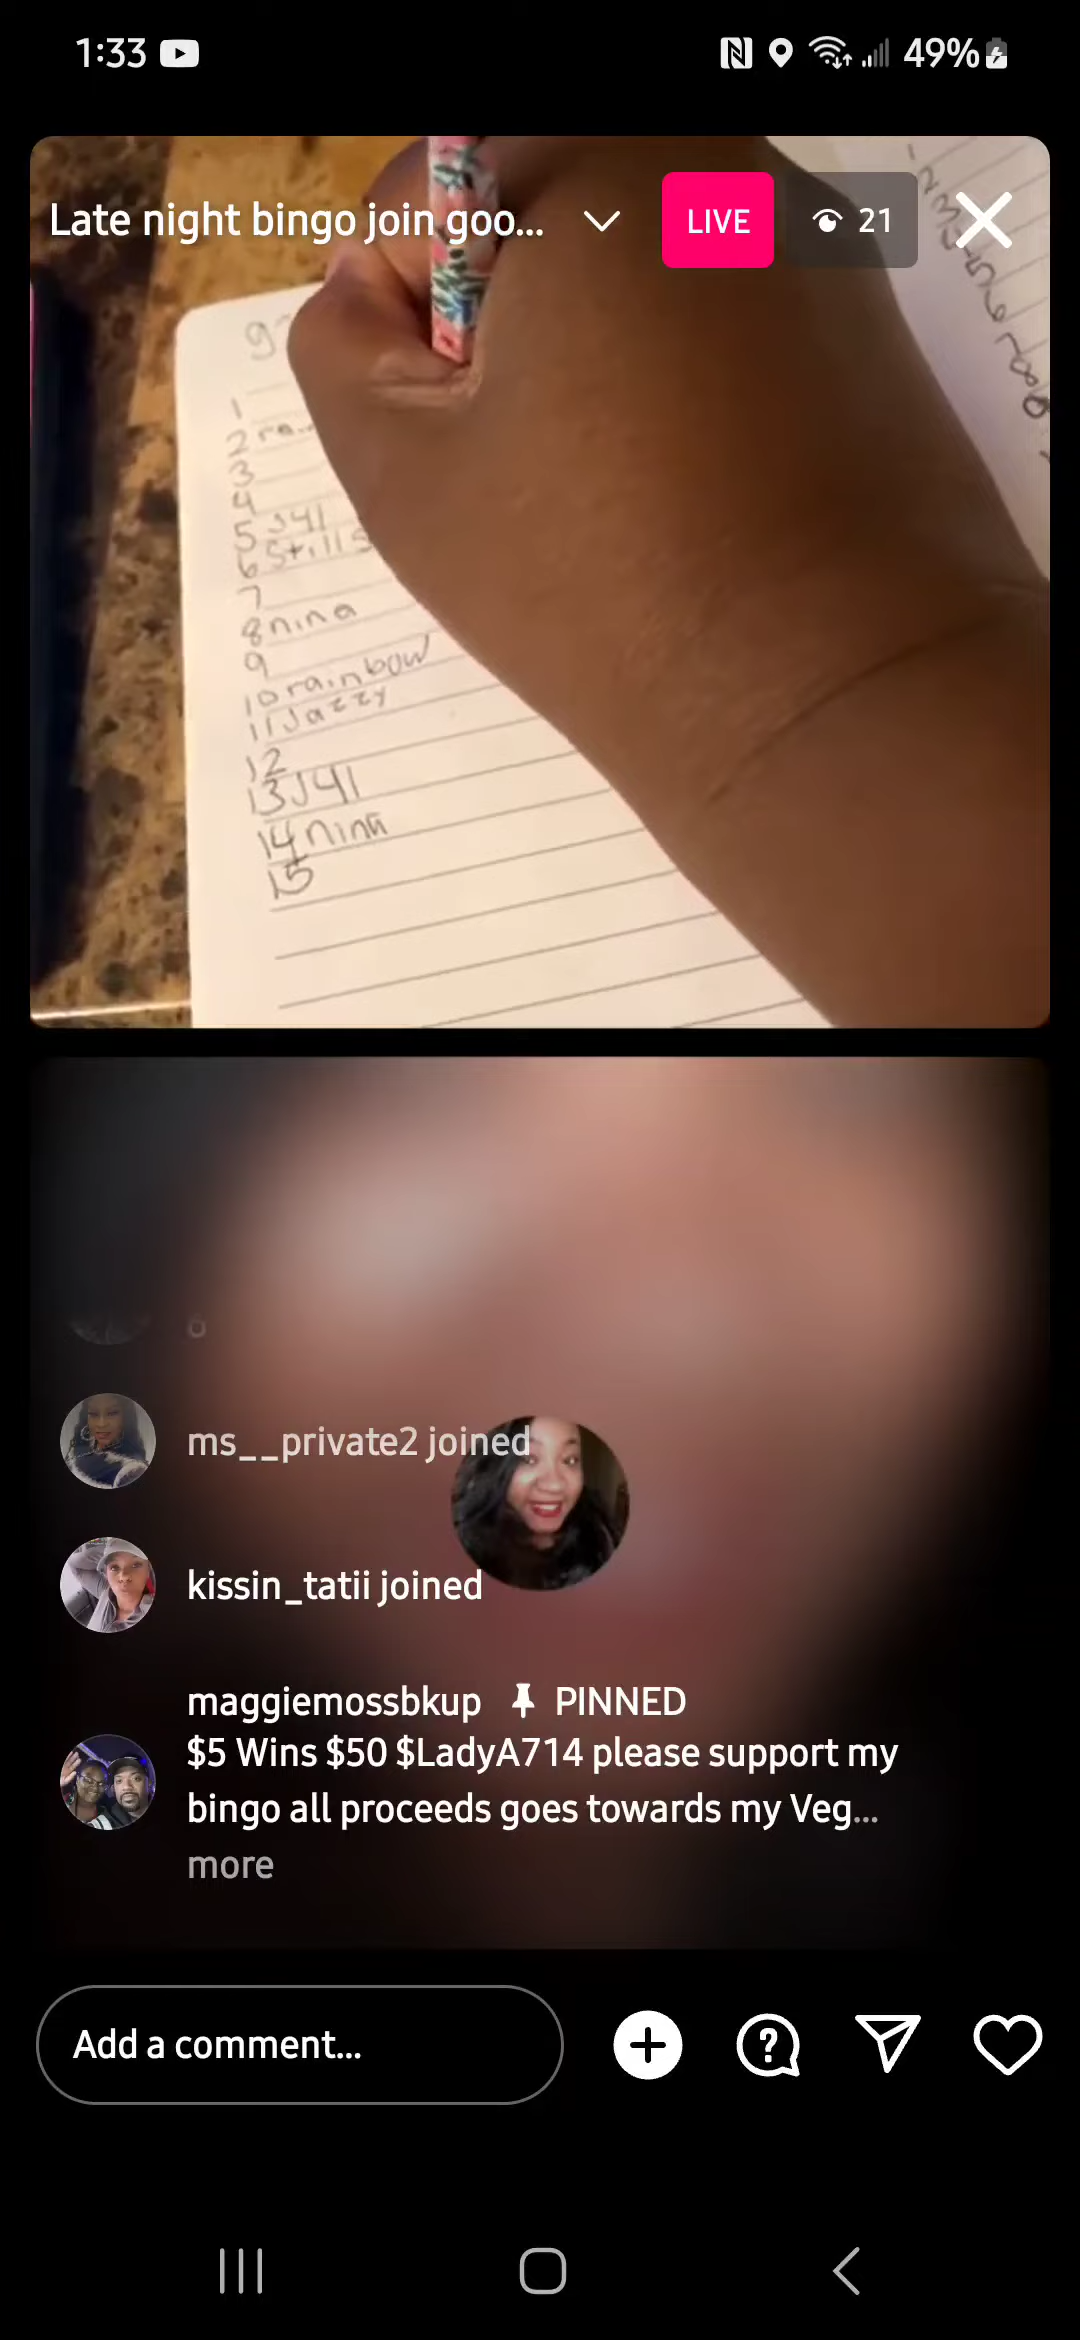 1:33
49%
Late night bingo join goo...
LIVE
21
1
2
3
4
5 J41
6 Stills
7
8 nina
9
10 rainbow
11 Jazzy
12
13 J41
14 nina
15
ms__private2 joined
kissin_tatii joined
maggiemossbkup PINNED
$5 Wins $50 $LadyA714 please support my
bingo all proceeds goes towards my Veg...
more
Add a comment...